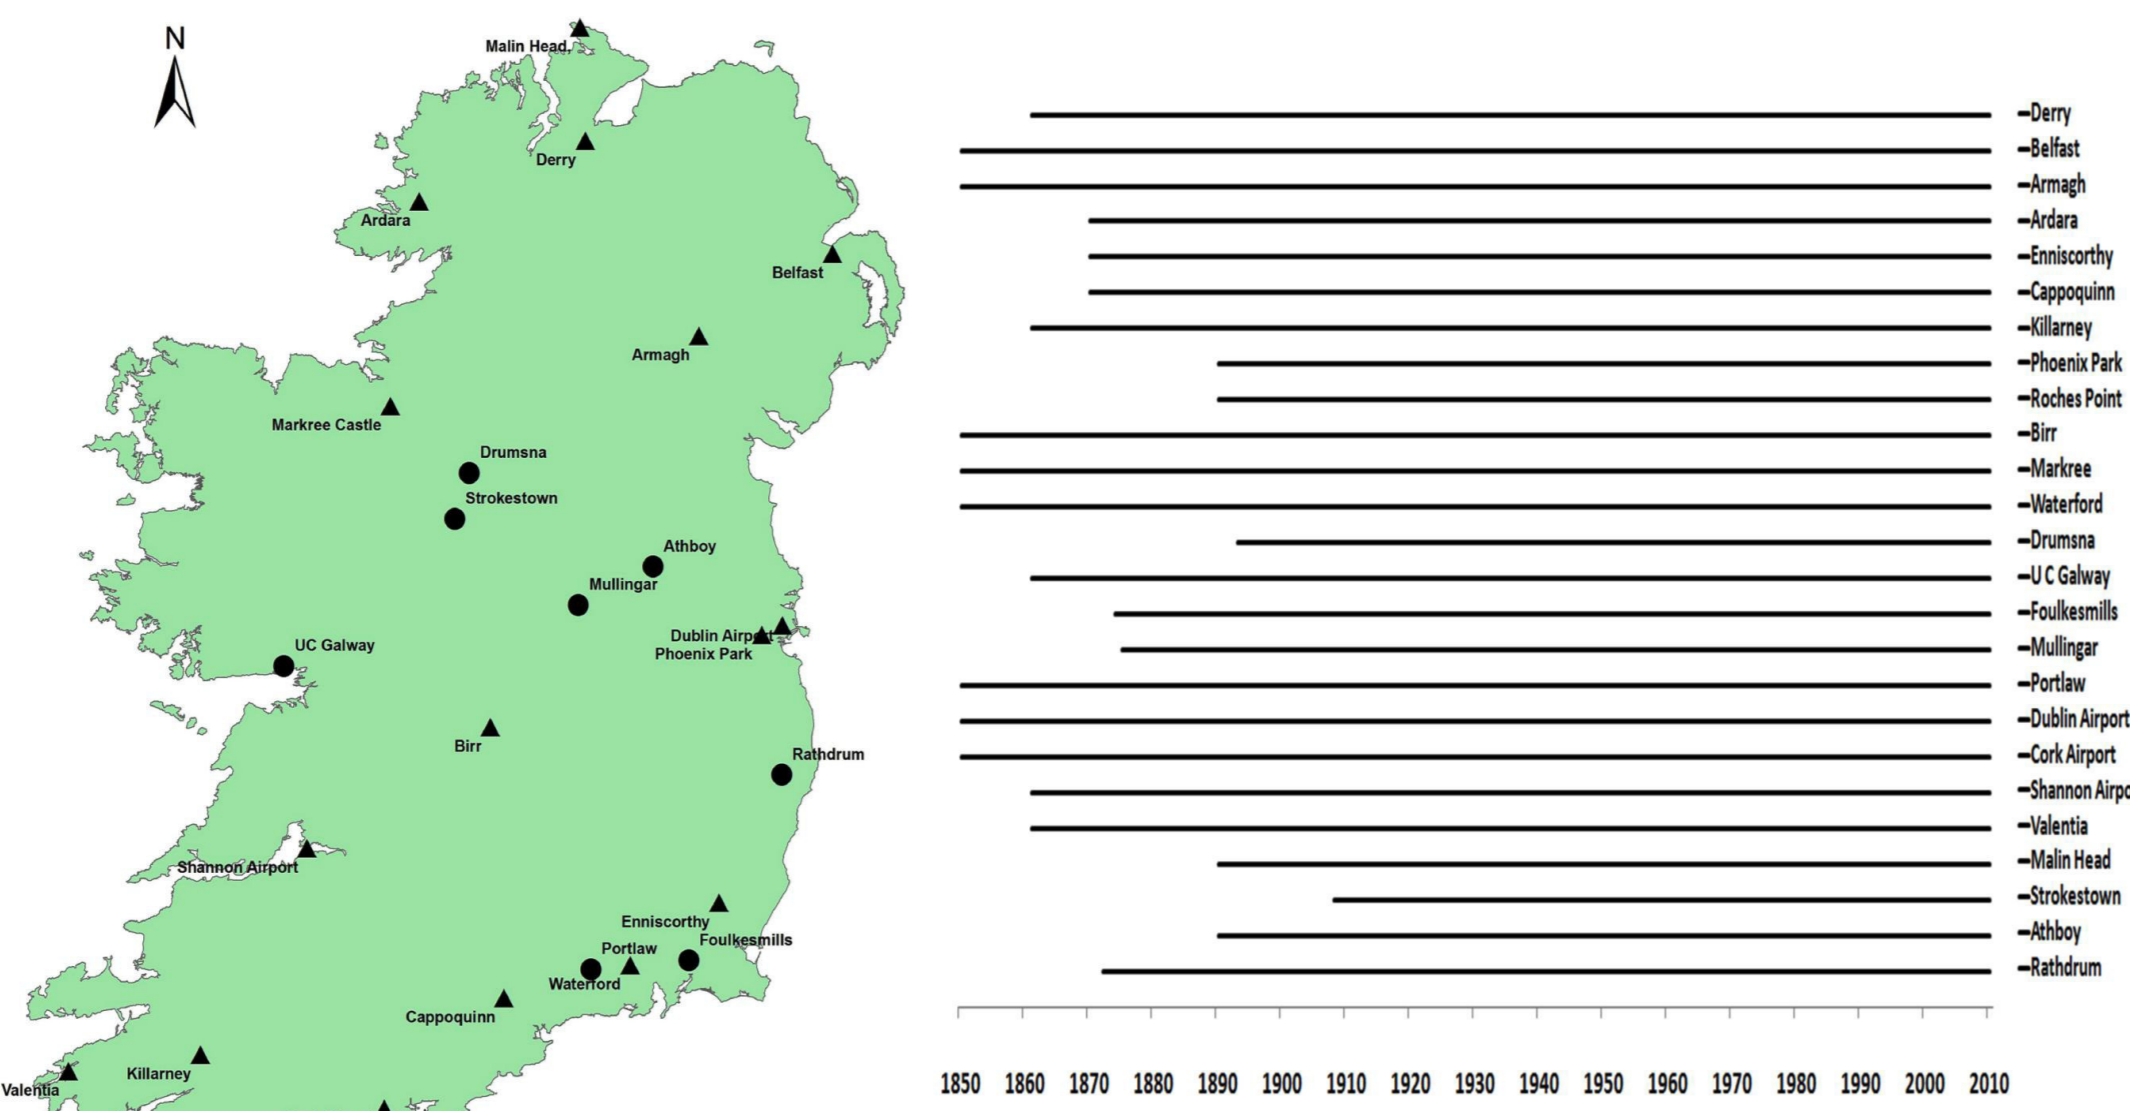 N
Malin Head
Derry
Ardara
Belfast
Armagh
Markree Castle
Drumsna
Strokestown
Athboy
Mullingar
Dublin Airport
Phoenix Park
UC Galway
Birr
Rathdrum
Shannon Airport
Enniscorthy
Foulkesmills
Portlaw
Waterford
Cappoquinn
Killarney
Valentia
Derry
Belfast
Armagh
Ardara
Enniscorthy
Cappoquinn
Killarney
Phoenix Park
Roches Point
Birr
Markree
Waterford
Drumsna
U C Galway
Foulkesmills
Mullingar
Portlaw
Dublin Airport
Cork Airport
Shannon Airpo
Valentia
Malin Head
Strokestown
Athboy
Rathdrum
1850 1860 1870 1880 1890 1900 1910 1920 1930 1940 1950 1960 1970 1980 1990 2000 2010